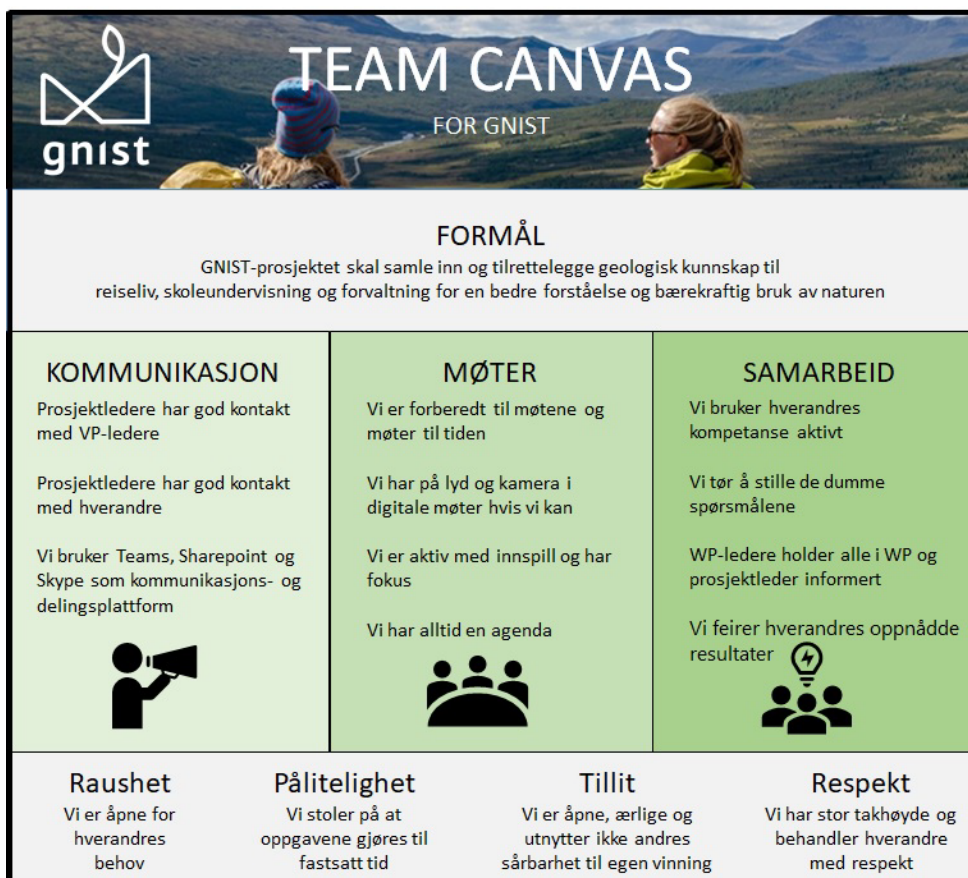 gnist
TEAM CANVAS
FOR GNIST
FORMÅL
GNIST-prosjektet skal samle inn og tilrettelegge geologisk kunnskap til
reiseliv, skoleundervisning og forvaltning for en bedre forståelse og bærekraftig bruk av naturen
KOMMUNIKASJON
Prosjektledere har god kontakt
med VP-ledere
Prosjektledere har god kontakt
med hverandre
Vi bruker Teams, Sharepoint og
Skype som kommunikasjons- og
delingsplattform
MØTER
Vi er forberedt til møtene og
møter til tiden
Vi har på lyd og kamera i
digitale møter hvis vi kan
Vi er aktiv med innspill og har
fokus
Vi har alltid en agenda
SAMARBEID
Vi bruker hverandres
kompetanse aktivt
Vi tør å stille de dumme
spørsmålene
WP-ledere holder alle i WP og
prosjektleder informert
Vi feirer hverandres oppnådde
resultater
Raushet
Vi er åpne for
hverandres
behov
Pålitelighet
Vi stoler på at
oppgavene gjøres til
fastsatt tid
Tillit
Vi er åpne, ærlige og
utnytter ikke andres
sårbarhet til egen vinning
Respekt
Vi har stor takhøyde og
behandler hverandre
med respekt